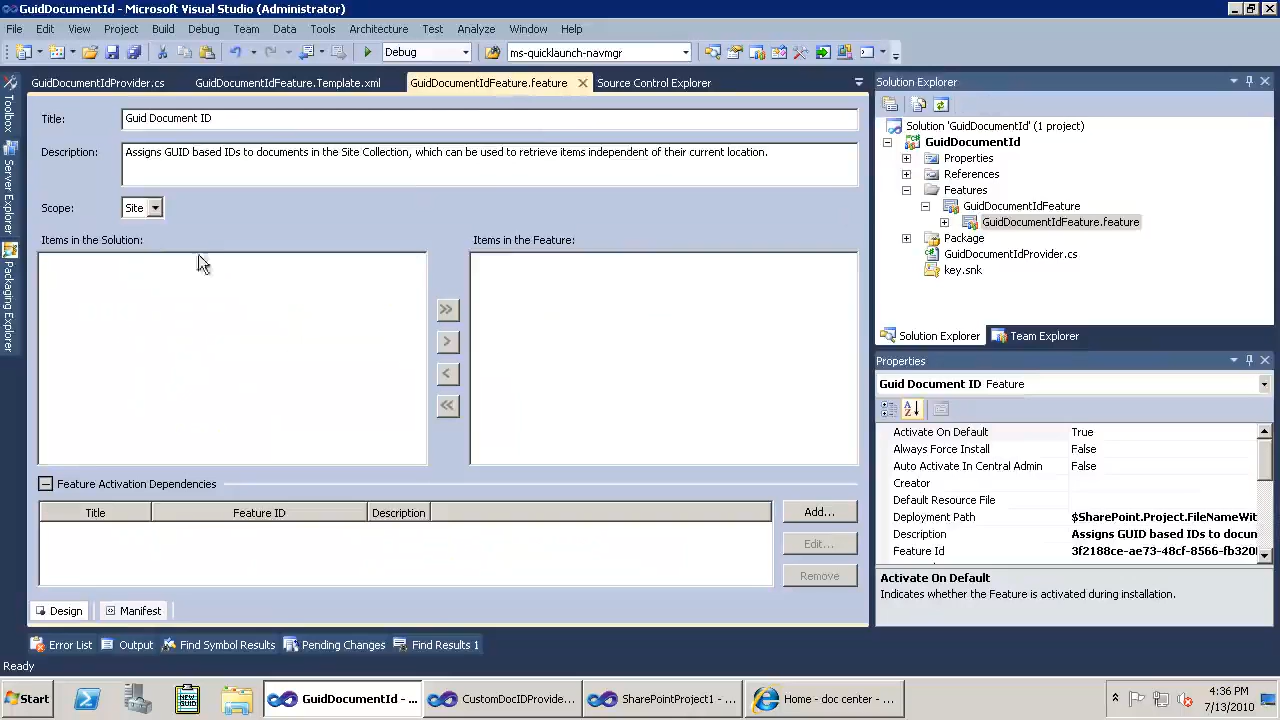 GuidDocumentId - Microsoft Visual Studio (Administrator)
File Edit View Project Build Debug Team Data Tools Architecture Test Analyze Window Help
Debug ms-quicklaunch-navmgr
GuidDocumentIdProvider.cs GuidDocumentIdFeature.Template.xml GuidDocumentIdFeature.feature Source Control Explorer
Toolbox
Server Explorer
Packaging Explorer
Title: Guid Document ID
Description: Assigns GUID based IDs to documents in the Site Collection, which can be used to retrieve items independent of their current location.
Scope: Site
Items in the Solution: Items in the Feature:
>>
>
<
<<
Feature Activation Dependencies
Title Feature ID Description
Add...
Edit...
Remove
Design Manifest
Solution Explorer
Solution 'GuidDocumentId' (1 project)
GuidDocumentId
Properties
References
Features
GuidDocumentIdFeature
GuidDocumentIdFeature.feature
Package
GuidDocumentIdProvider.cs
key.snk
Solution Explorer Team Explorer
Properties
Guid Document ID Feature
Activate On Default True
Always Force Install False
Auto Activate In Central Admin False
Creator
Default Resource File
Deployment Path $SharePoint.Project.FileNameWit
Description Assigns GUID based IDs to docun
Feature Id 3f2188ce-ae73-48cf-8566-fb320
Activate On Default
Indicates whether the Feature is activated during installation.
Error List Output Find Symbol Results Pending Changes Find Results 1
Ready
Start GuidDocumentId - ... CustomDocIDProvide... SharePointProject1 - ... Home - doc center - 4:36 PM
7/13/2010